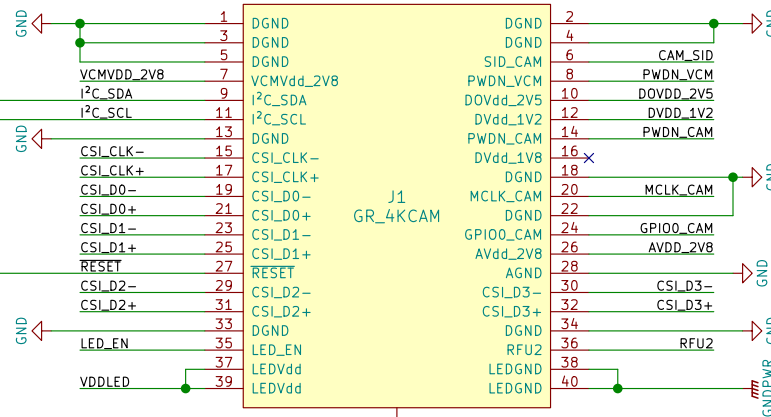 GND 1 DGND DGND 2 GND
3 DGND DGND 4
5 DGND SID_CAM 6 CAM_SID
VCMVDD_2V8 7 VCMVdd_2V8 PWDN_VCM 8 PWDN_VCM
I²C_SDA 9 I²C_SDA DOVdd_2V5 10 DOVDD_2V5
I²C_SCL 11 I²C_SCL DVdd_1V2 12 DVDD_1V2
GND 13 DGND PWDN_CAM 14 PWDN_CAM
CSI_CLK- 15 CSI_CLK- DVdd_1V8 16
CSI_CLK+ 17 CSI_CLK+ DGND 18 GND
CSI_D0- 19 CSI_D0- J1 MCLK_CAM 20 MCLK_CAM
CSI_D0+ 21 CSI_D0+ GR_4KCAM DGND 22
CSI_D1- 23 CSI_D1- GPIO0_CAM 24 GPIO0_CAM
CSI_D1+ 25 CSI_D1+ AVdd_2V8 26 AVDD_2V8
RESET 27 RESET AGND 28 GND
CSI_D2- 29 CSI_D2- CSI_D3- 30 CSI_D3-
CSI_D2+ 31 CSI_D2+ CSI_D3+ 32 CSI_D3+
GND 33 DGND DGND 34 GND
LED_EN 35 LED_EN RFU2 36 RFU2
37 LEDVdd LEDGND 38
VDDLED 39 LEDVdd LEDGND 40 GNDPWR